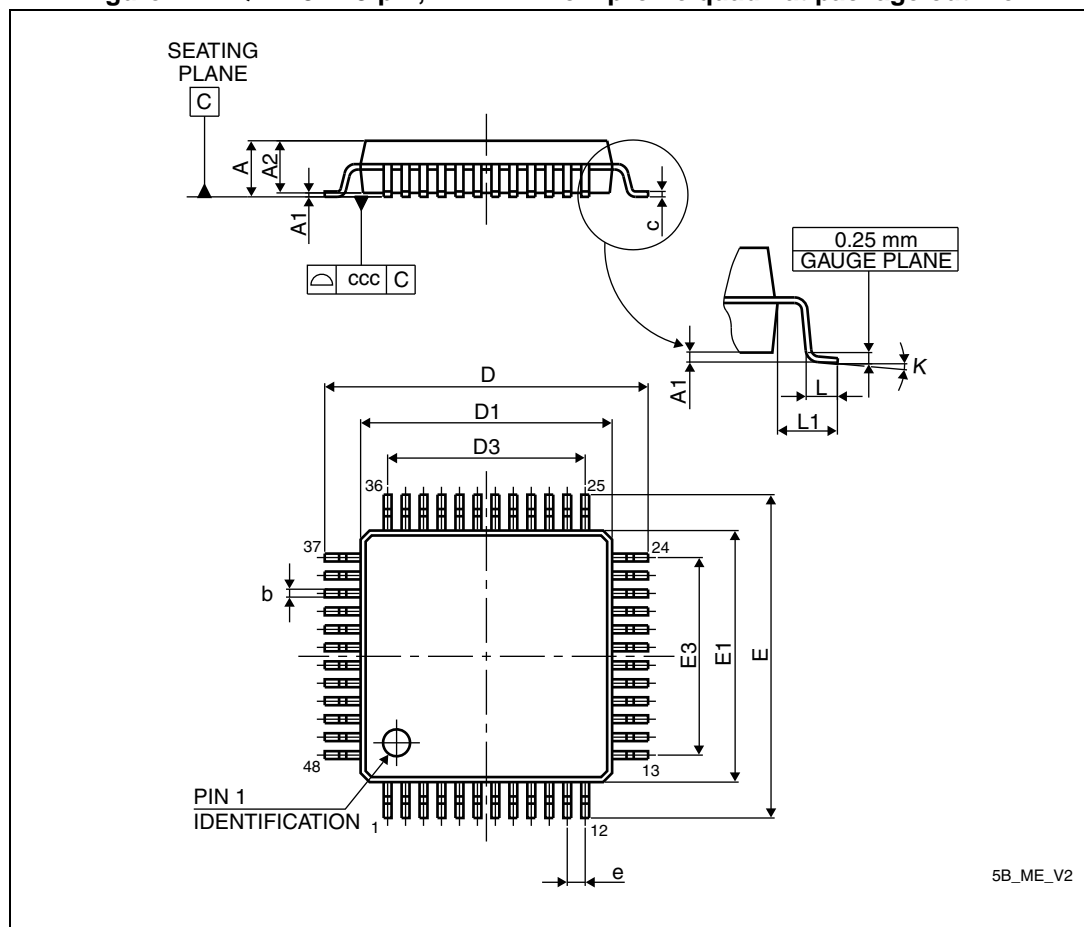 SEATING
PLANE
C
A
A2
A1
c
ccc C
0.25 mm
GAUGE PLANE
A1
K
L
L1
D
D1
D3
36
25
37
24
b
E3
E1
E
48
13
PIN 1
IDENTIFICATION
1
12
e
5B_ME_V2